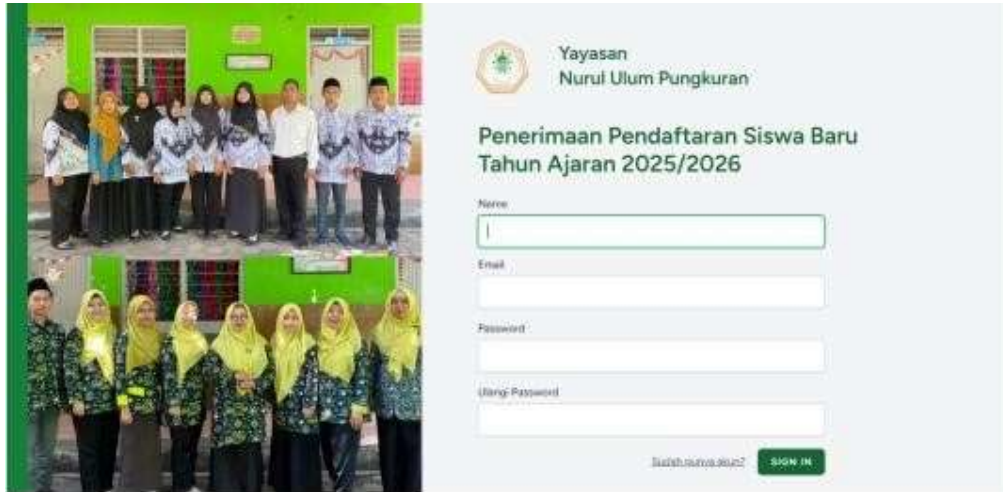 Yayasan
Nurul Ulum Pungkuran
Penerimaan Pendaftaran Siswa Baru
Tahun Ajaran 2025/2026
Name
Email
Password
Ulangi Password
Sudah punya akun?
SIGN IN